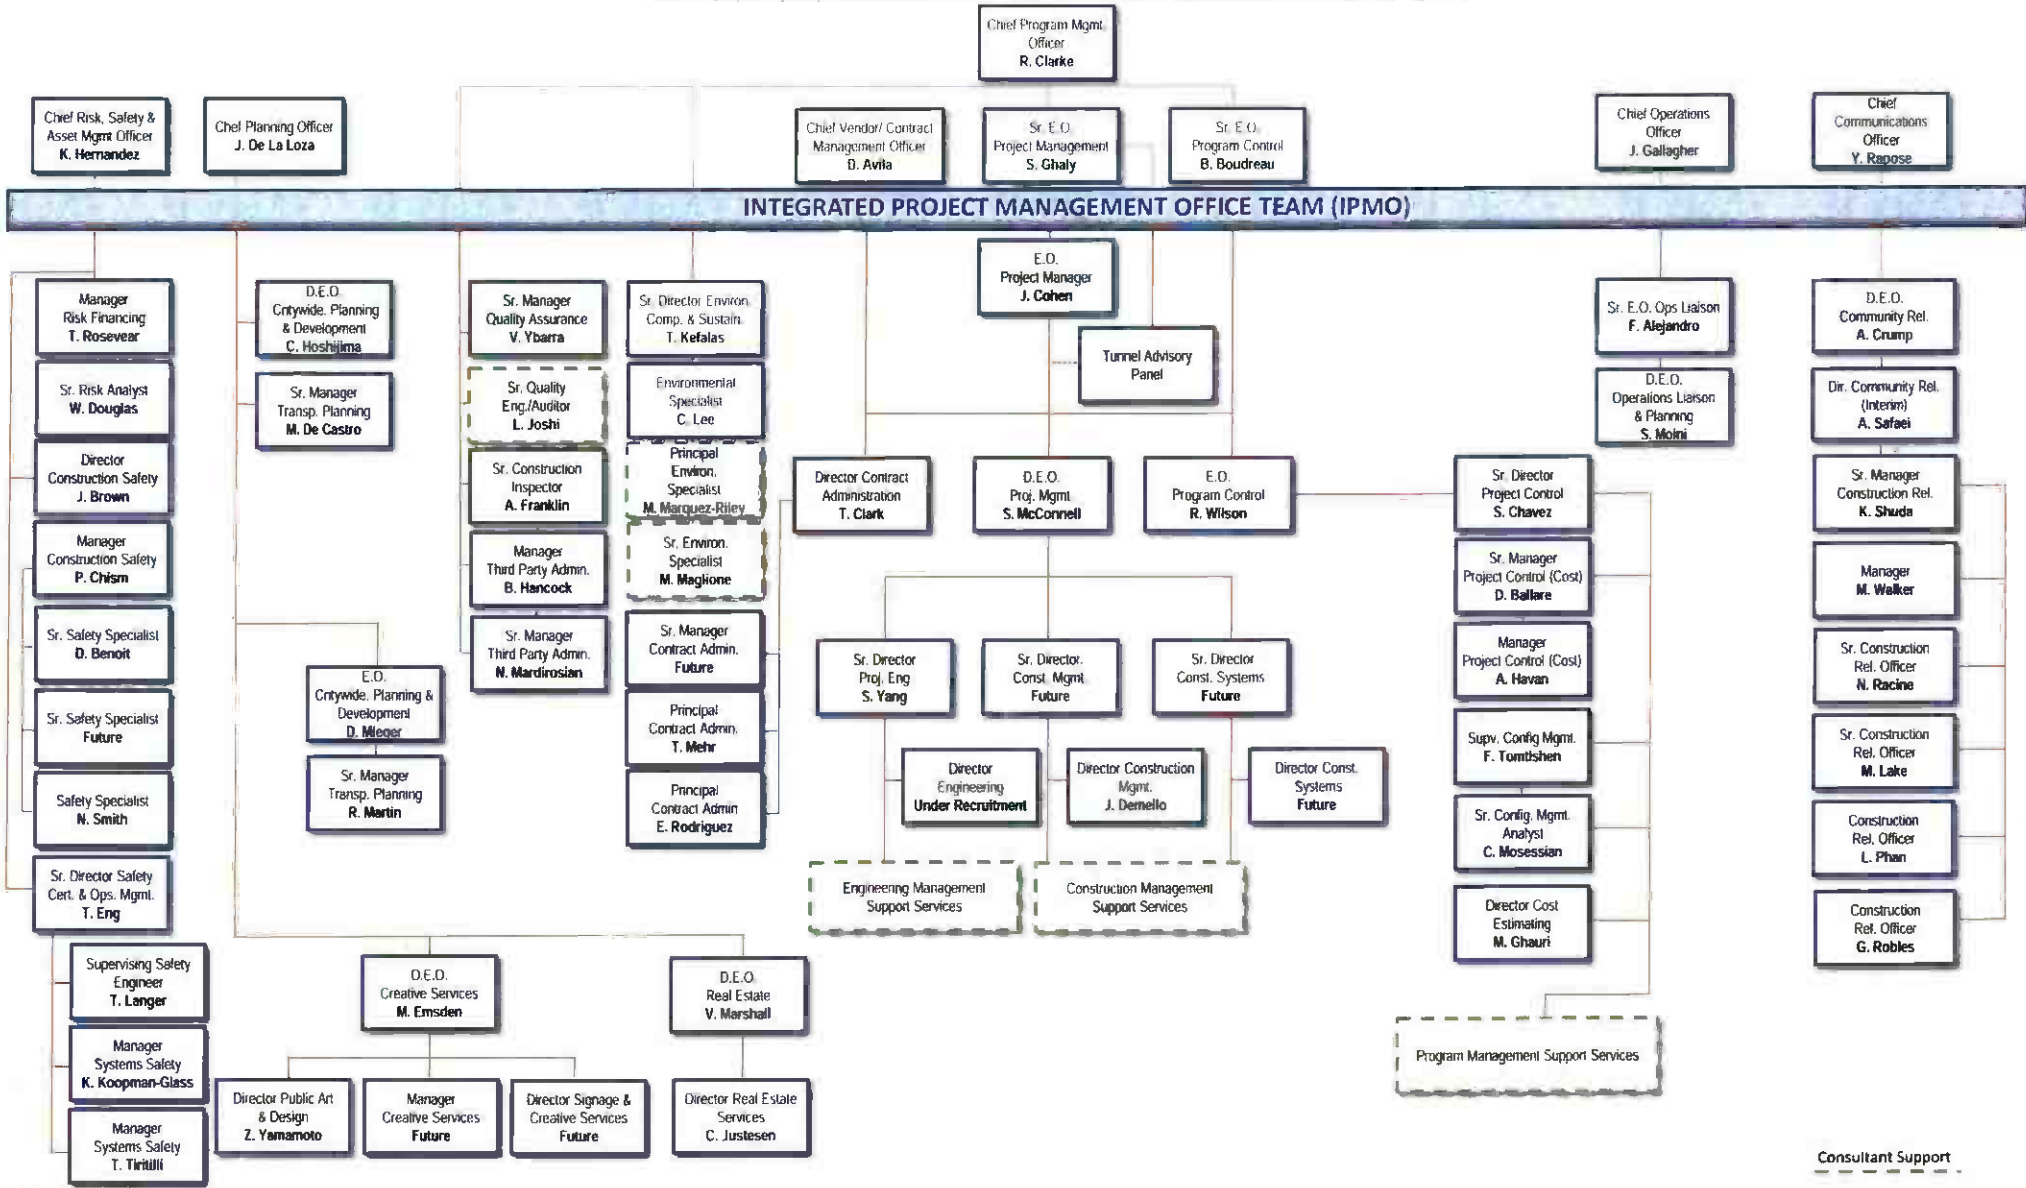 Chief Program Mgmt.
Officer
R. Clarke
Chief Risk, Safety &
Asset Mgmt Officer
K. Hernandez
Chef Planning Officer
J. De La Loza
Chief Vendor/ Contract
Management Officer
D. Avila
Sr. E.O.
Project Management
S. Ghaly
Sr. E.O.
Program Control
B. Boudreau
Chief Operations
Officer
J. Gallagher
Chief
Communications
Officer
Y. Rapose
INTEGRATED PROJECT MANAGEMENT OFFICE TEAM (IPMO)
Manager
Risk Financing
T. Rosevear
Sr. Risk Analyst
W. Douglas
Director
Construction Safety
J. Brown
Manager
Construction Safety
P. Chism
Sr. Safety Specialist
D. Benoit
Sr. Safety Specialist
Future
Safety Specialist
N. Smith
Sr. Director Safety
Cert. & Ops. Mgmt.
T. Eng
Supervising Safety
Engineer
T. Langer
Manager
Systems Safety
K. Koopman-Glass
Manager
Systems Safety
T. Tiritilli
D.E.O.
Cntywide. Planning
& Development
C. Hoshijima
Sr. Manager
Transp. Planning
M. De Castro
E.O.
Cntywide. Planning &
Development
D. Mieger
Sr. Manager
Transp. Planning
R. Martin
D.E.O.
Creative Services
M. Emsden
Director Public Art
& Design
Z. Yamamoto
Manager
Creative Services
Future
Director Signage &
Creative Services
Future
D.E.O.
Real Estate
V. Marshall
Director Real Estate
Services
C. Justesen
Sr. Manager
Quality Assurance
V. Ybarra
Sr. Quality
Eng./Auditor
L. Joshi
Sr. Construction
Inspector
A. Franklin
Manager
Third Party Admin.
B. Hancock
Sr. Manager
Third Party Admin.
N. Mardirosian
Sr. Director Environ.
Comp. & Sustain.
T. Kefalas
Environmental
Specialist
C. Lee
Principal
Environ.
Specialist
M. Marquez-Riley
Sr. Environ.
Specialist
M. Maglione
Sr. Manager
Contract Admin.
Future
Principal
Contract Admin.
T. Mehr
Principal
Contract Admin
E. Rodriguez
E.O.
Project Manager
J. Cohen
Tunnel Advisory
Panel
Director Contract
Administration
T. Clark
D.E.O.
Proj. Mgmt
S. McConnell
E.O.
Program Control
R. Wilson
Sr. Director
Proj. Eng
S. Yang
Sr. Director.
Const. Mgmt
Future
Sr. Director
Const. Systems
Future
Director
Engineering
Under Recruitment
Director Construction
Mgmt.
J. Demello
Director Const.
Systems
Future
Engineering Management
Support Services
Construction Management
Support Services
Sr. Director
Project Control
S. Chavez
Sr. Manager
Project Control (Cost)
D. Ballare
Manager
Project Control (Cost)
A. Havan
Supv. Config Mgmt.
F. Tomtishen
Sr. Config. Mgmt.
Analyst
C. Mosessian
Director Cost
Estimating
M. Ghauri
Program Management Support Services
Sr. E.O. Ops Liaison
F. Alejandro
D.E.O.
Operations Liaison
& Planning
S. Moini
D.E.O.
Community Rel.
A. Crump
Dir. Community Rel.
(Interim)
A. Safaei
Sr. Manager
Construction Rel.
K. Shuda
Manager
M. Walker
Sr. Construction
Rel. Officer
N. Racine
Sr. Construction
Rel. Officer
M. Lake
Construction
Rel. Officer
L. Phan
Construction
Rel. Officer
G. Robles
Consultant Support